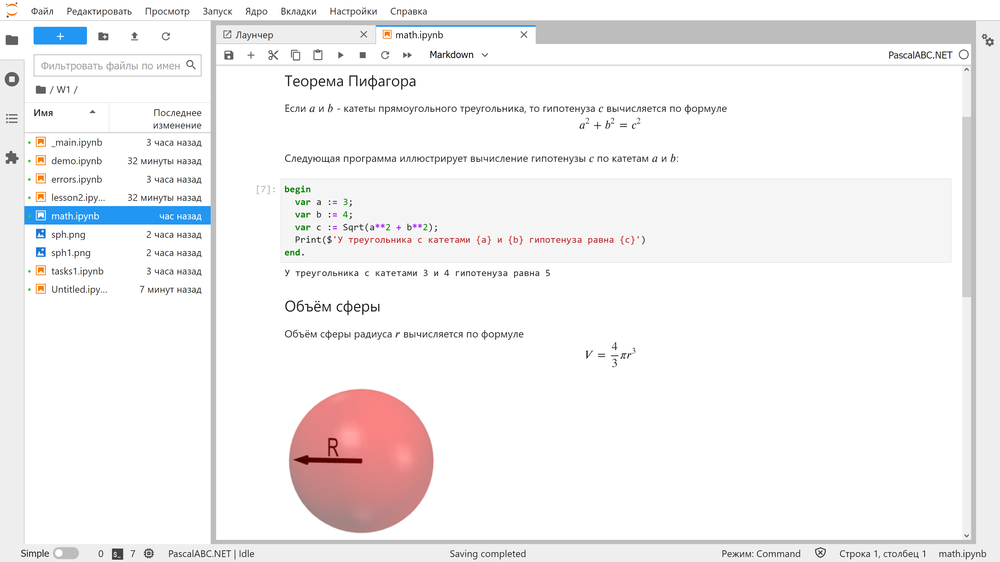 Файл Редактировать Просмотр Запуск Ядро Вкладки Настройки Справка
+
Фильтровать файлы по имен
/ W1 /
Имя Последнее изменение
_main.ipynb 3 часа назад
demo.ipynb 32 минуты назад
errors.ipynb 3 часа назад
lesson2.ipy... 32 минуты назад
math.ipynb час назад
sph.png 2 часа назад
sph1.png 2 часа назад
tasks1.ipynb 3 часа назад
Untitled.ipy... 7 минут назад
Лаунчер math.ipynb
Markdown PascalABC.NET
Теорема Пифагора
Если a и b - катеты прямоугольного треугольника, то гипотенуза c вычисляется по формуле
a² + b² = c²
Следующая программа иллюстрирует вычисление гипотенузы c по катетам a и b:
[7]:
begin
var a := 3;
var b := 4;
var c := Sqrt(a**2 + b**2);
Print($'У треугольника с катетами {a} и {b} гипотенуза равна {c}')
end.
У треугольника с катетами 3 и 4 гипотенуза равна 5
Объём сферы
Объём сферы радиуса r вычисляется по формуле
V = 4/3 πr³
R
Simple 0 $_ 7 PascalABC.NET | Idle Saving completed Режим: Command Строка 1, столбец 1 math.ipynb